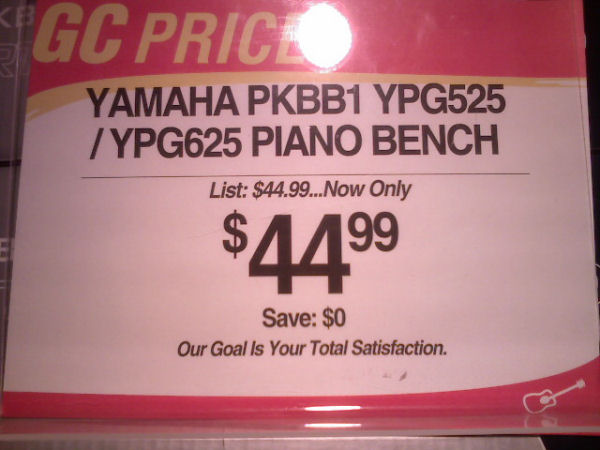 GC PRICE
YAMAHA PKBB1 YPG525
/ YPG625 PIANO BENCH
List: $44.99...Now Only
$44.99
Save: $0
Our Goal Is Your Total Satisfaction.